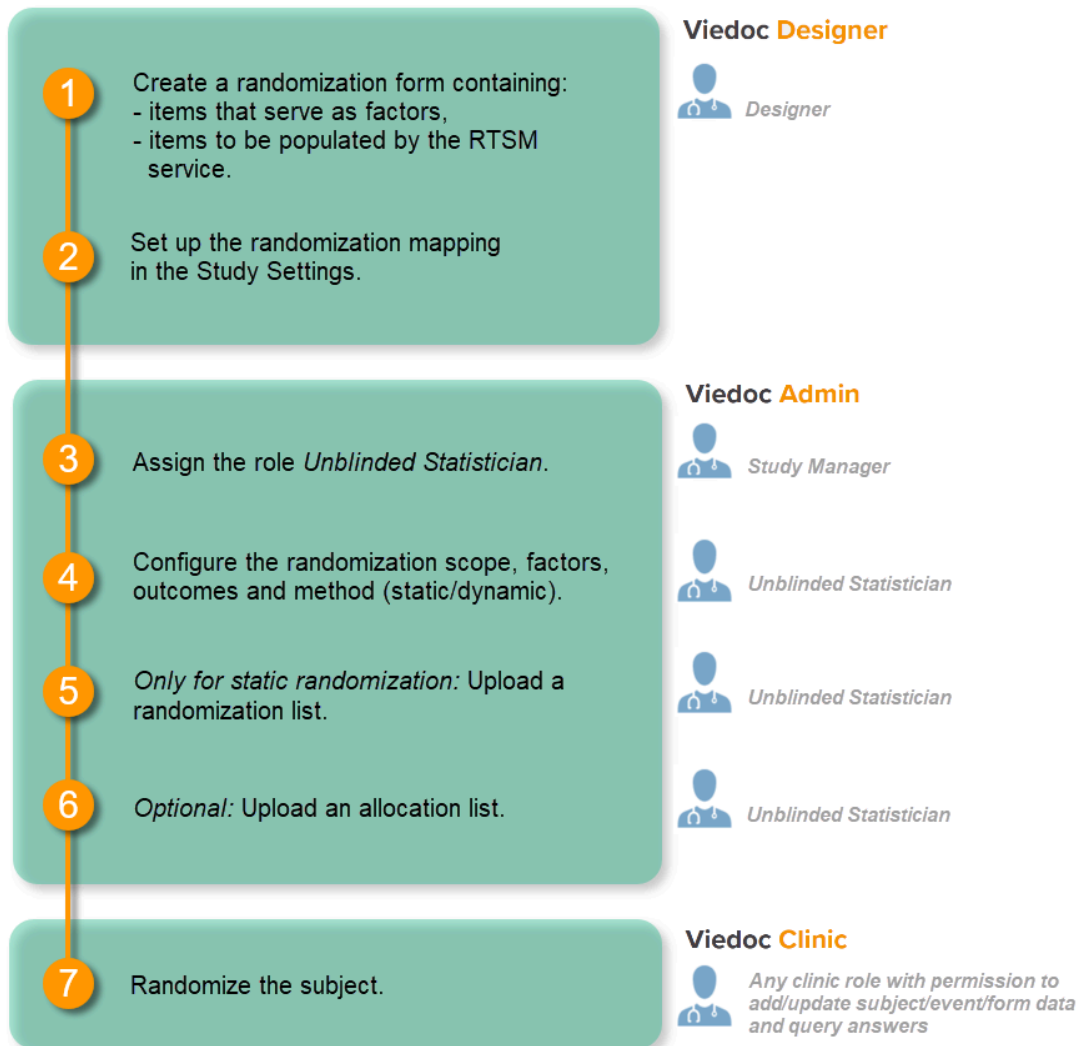 Viedoc Designer
1
Create a randomization form containing:
- items that serve as factors,
- items to be populated by the RTSM
service.
Designer
2
Set up the randomization mapping
in the Study Settings.
Viedoc Admin
3
Assign the role Unblinded Statistician.
Study Manager
4
Configure the randomization scope, factors,
outcomes and method (static/dynamic).
Unblinded Statistician
5
Only for static randomization: Upload a
randomization list.
Unblinded Statistician
6
Optional: Upload an allocation list.
Unblinded Statistician
Viedoc Clinic
7
Randomize the subject.
Any clinic role with permission to
add/update subject/event/form data
and query answers